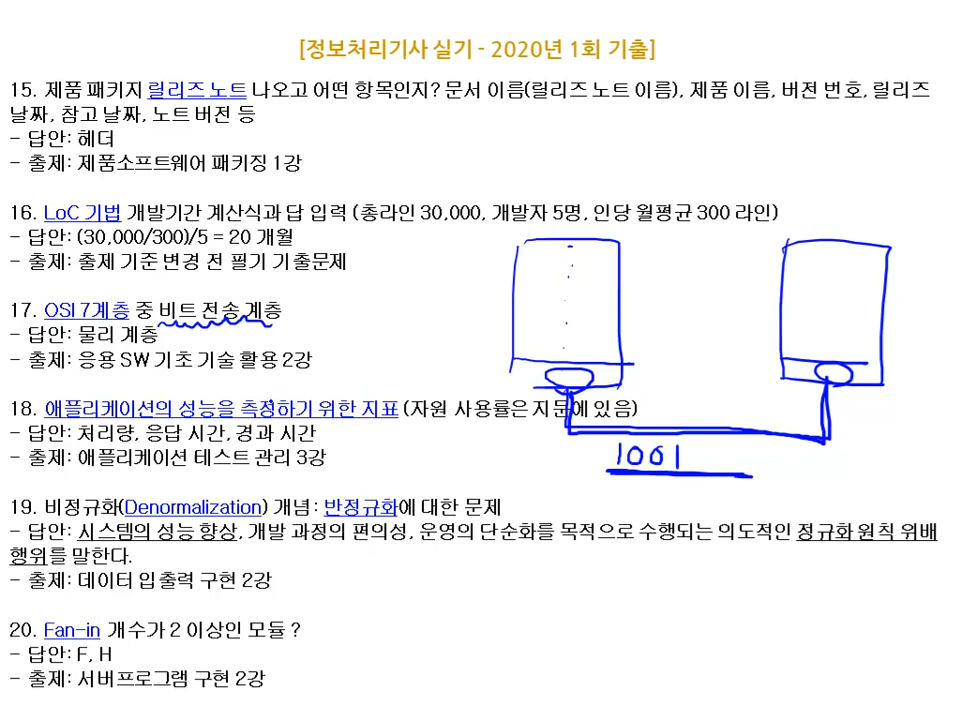 [정보처리기사 실기 - 2020년 1회 기출]
15. 제품 패키지 릴리즈 노트 나오고 어떤 항목인지? 문서 이름(릴리즈 노트 이름), 제품 이름, 버전 번호, 릴리즈
날짜, 참고 날짜, 노트 버전 등
- 답안: 헤더
- 출제: 제품소프트웨어 패키징 1강
16. LoC 기법 개발기간 계산식과 답 입력 (총라인 30,000, 개발자 5명, 인당 월평균 300 라인)
- 답안: (30,000/300)/5 = 20 개월
- 출제: 출제 기준 변경 전 필기 기출문제
17. OSI 7계층 중 비트 전송 계층
- 답안: 물리 계층
- 출제: 응용 SW 기초 기술 활용 2강
18. 애플리케이션의 성능을 측정하기 위한 지표 (자원 사용률은 지문에 있음)
- 답안: 처리량, 응답 시간, 경과 시간
- 출제: 애플리케이션 테스트 관리 3강
1001
19. 비정규화(Denormalization) 개념 : 반정규화에 대한 문제
- 답안: 시스템의 성능 향상, 개발 과정의 편의성, 운영의 단순화를 목적으로 수행되는 의도적인 정규화 원칙 위배
행위를 말한다.
- 출제: 데이터 입출력 구현 2강
20. Fan-in 개수가 2 이상인 모듈 ?
- 답안: F, H
- 출제: 서버프로그램 구현 2강